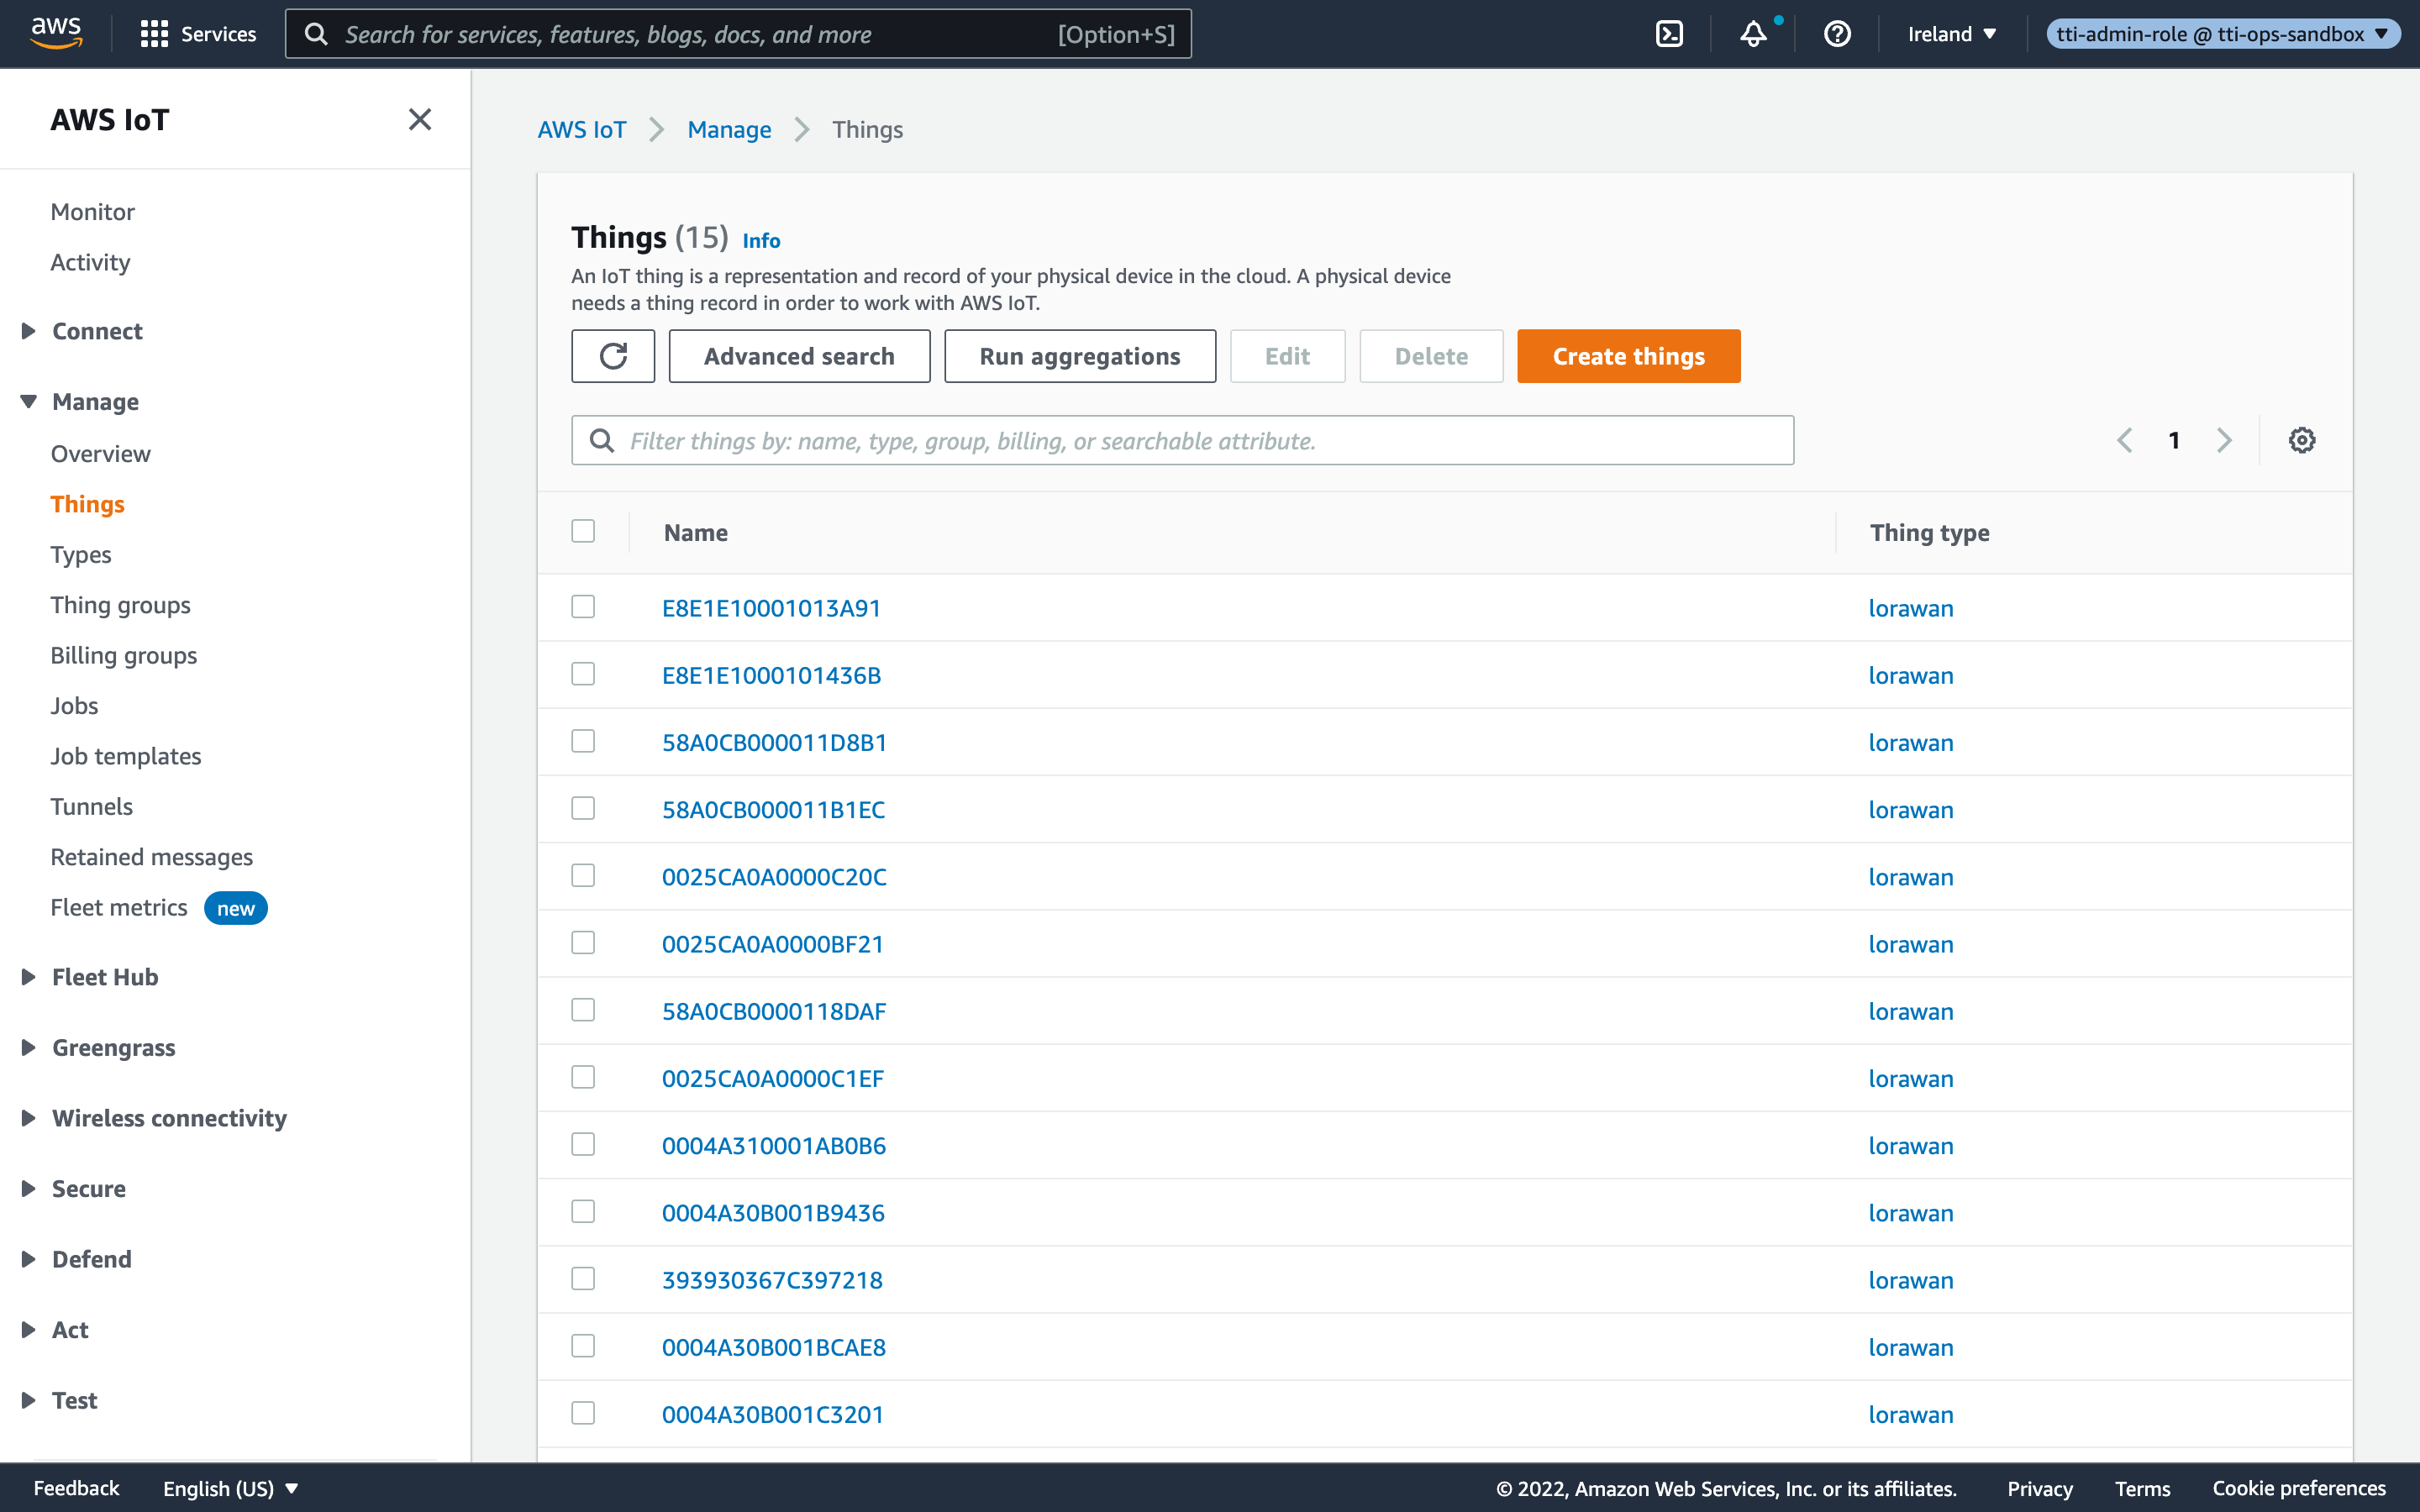 aws Services Search for services, features, blogs, docs, and more [Option+S] Ireland ▼ tti-admin-role @ tti-ops-sandbox ▼
AWS IoT
Monitor
Activity
Connect
Manage
Overview
Things
Types
Thing groups
Billing groups
Jobs
Job templates
Tunnels
Retained messages
Fleet metrics new
Fleet Hub
Greengrass
Wireless connectivity
Secure
Defend
Act
Test
AWS IoT > Manage > Things
Things (15) Info
An IoT thing is a representation and record of your physical device in the cloud. A physical device
needs a thing record in order to work with AWS IoT.
Advanced search Run aggregations Edit Delete Create things
Filter things by: name, type, group, billing, or searchable attribute. 1
Name Thing type
E8E1E10001013A91 lorawan
E8E1E1000101436B lorawan
58A0CB000011D8B1 lorawan
58A0CB000011B1EC lorawan
0025CA0A0000C20C lorawan
0025CA0A0000BF21 lorawan
58A0CB0000118DAF lorawan
0025CA0A0000C1EF lorawan
0004A310001AB0B6 lorawan
0004A30B001B9436 lorawan
393930367C397218 lorawan
0004A30B001BCAE8 lorawan
0004A30B001C3201 lorawan
Feedback English (US) ▼ © 2022, Amazon Web Services, Inc. or its affiliates. Privacy Terms Cookie preferences